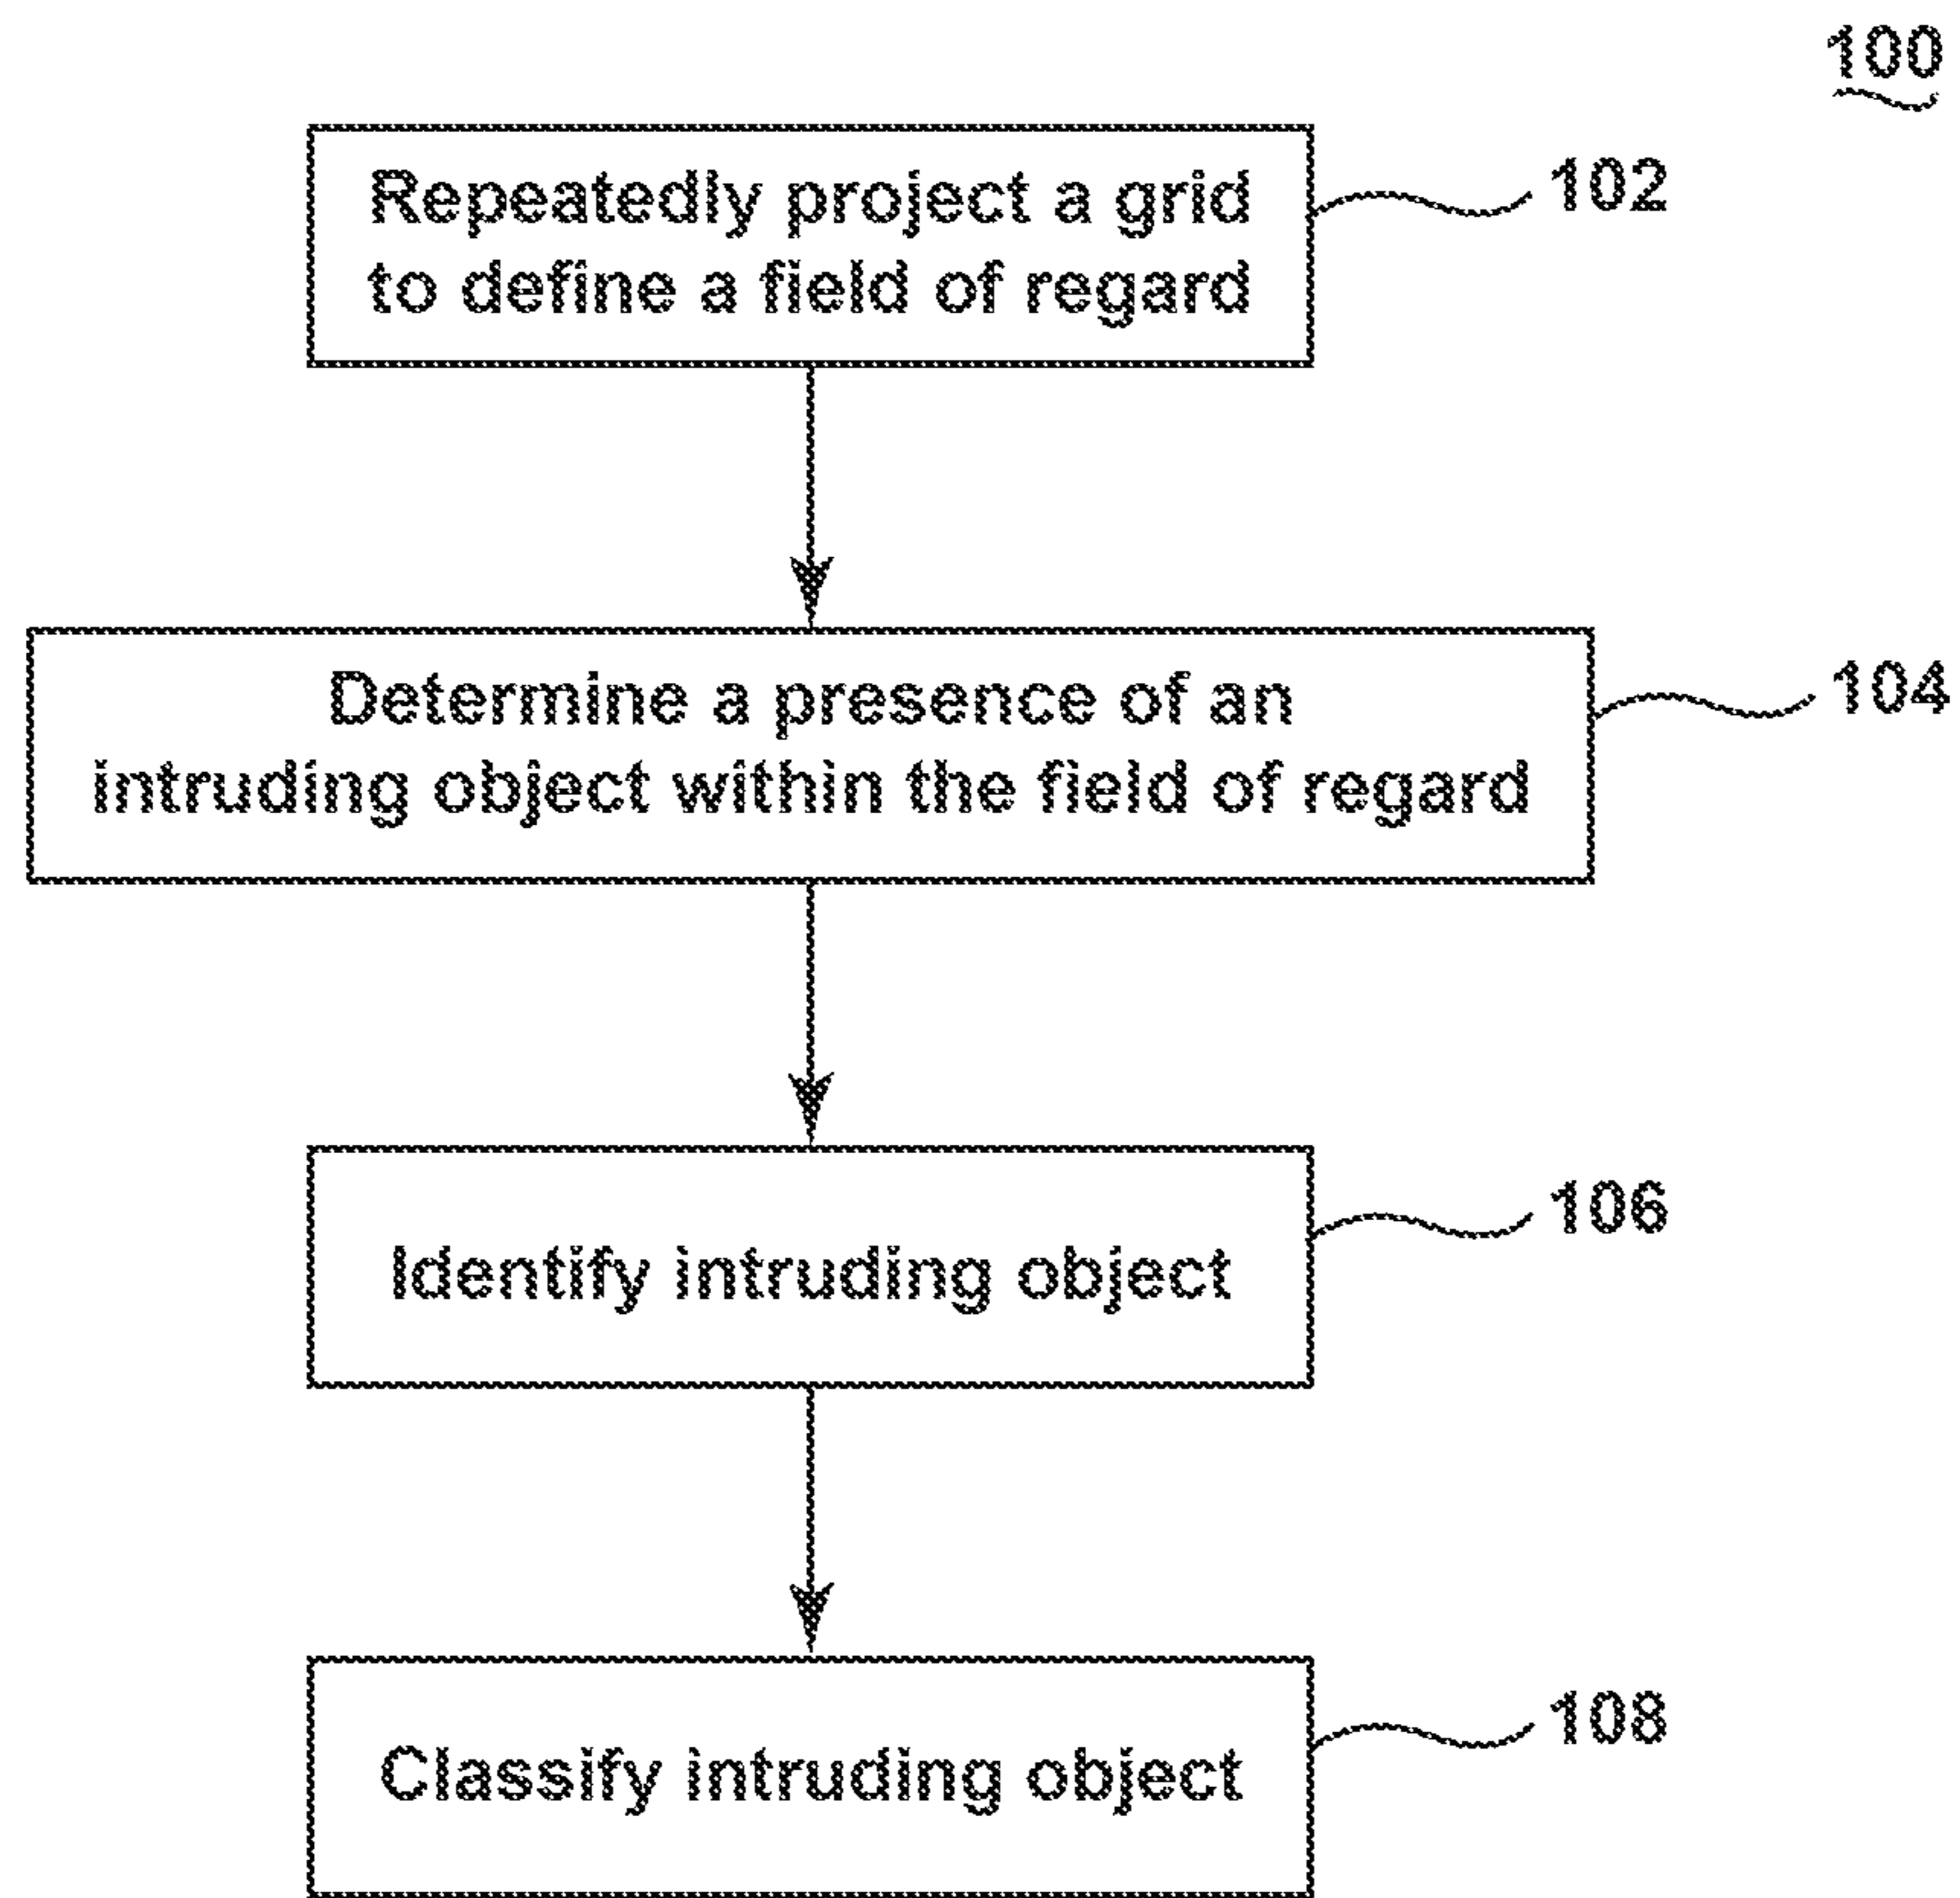 100
Repeatedly project a grid
to define a field of regard
102
Determine a presence of an
intruding object within the field of regard
104
Identify intruding object
106
Classify intruding object
108